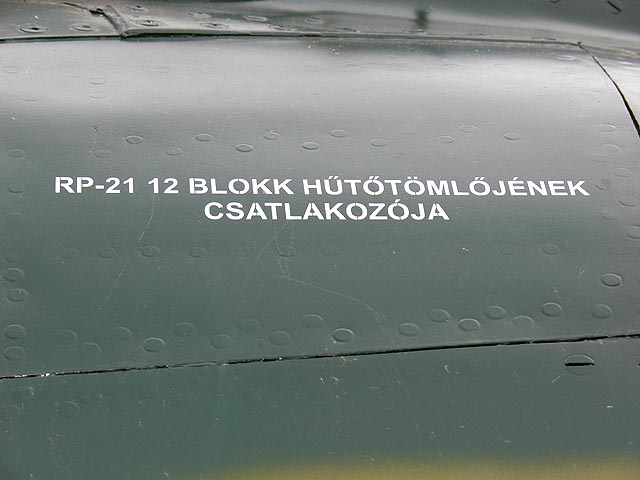 RP-21 12 BLOKK HŰTŐTÖMLŐJÉNEK
CSATLAKOZÓJA